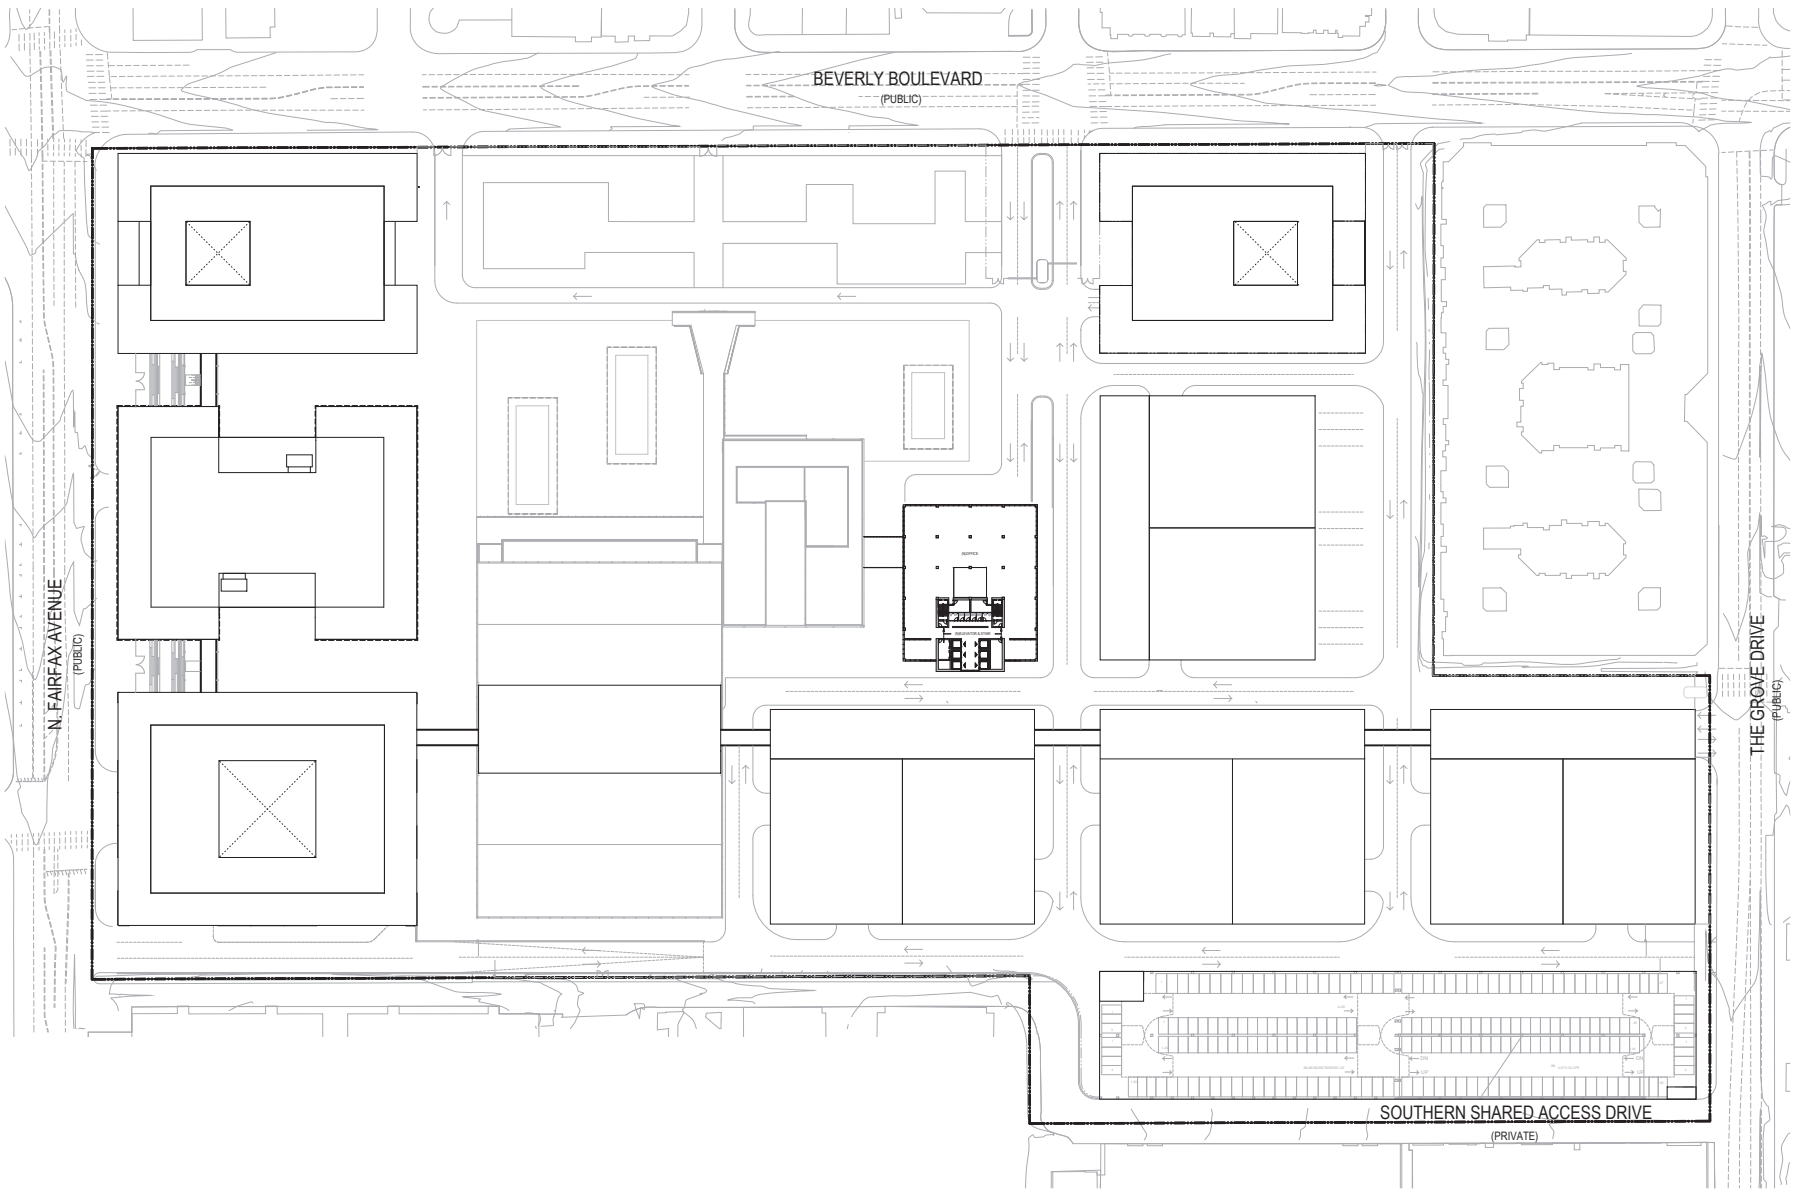 BEVERLY BOULEVARD
(PUBLIC)
N. FAIRFAX AVENUE
(PUBLIC)
THE GROVE DRIVE
(PUBLIC)
SOUTHERN SHARED ACCESS DRIVE
(PRIVATE)